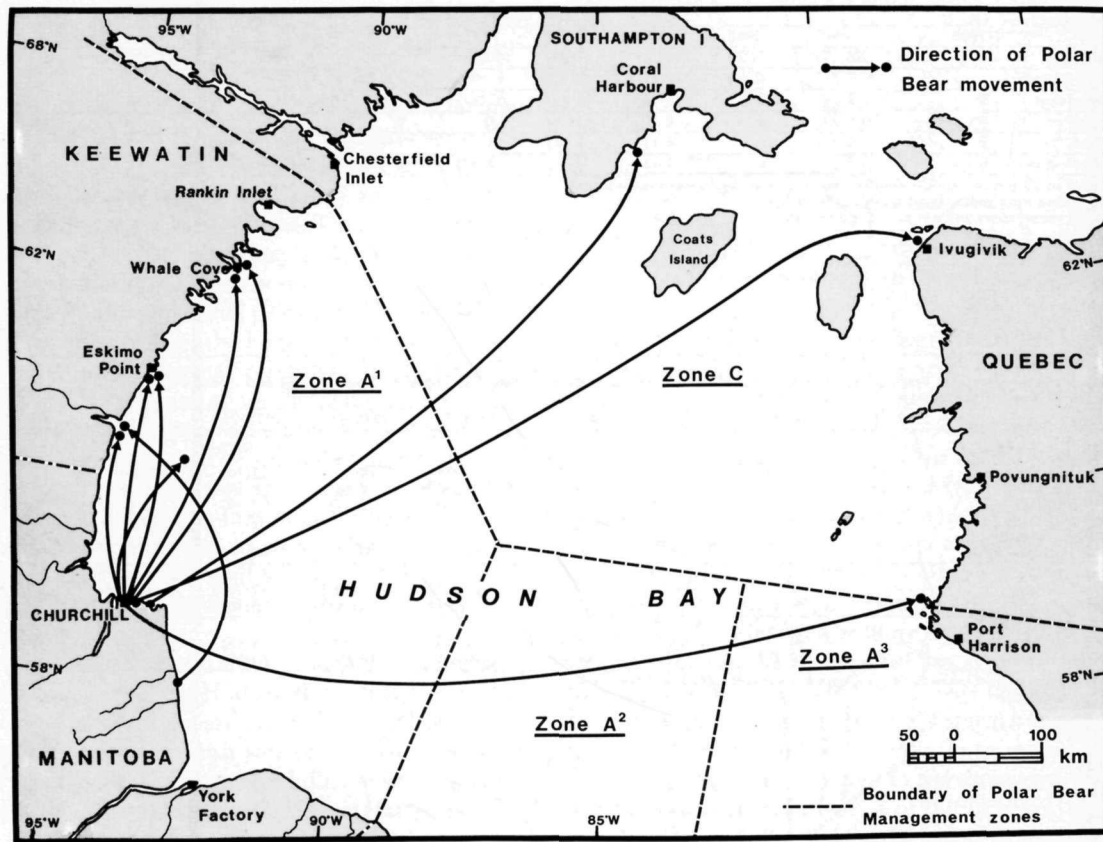 95°W
90°W
68°N
SOUTHAMPTON
Coral
Harbour
Direction of Polar
Bear movement
KEEWATIN
Chesterfield
Inlet
Rankin Inlet
62°N
Whale Cove
Coats
Island
Ivugivik
62°N
Eskimo
Point
QUEBEC
Zone A¹
Zone C
Povungnituk
HUDSON BAY
CHURCHILL
Port
Harrison
58°N
Zone A³
58°N
Zone A²
50 0 100
km
MANITOBA
York
Factory
Boundary of Polar Bear
Management zones
95°W
90°W
85°W